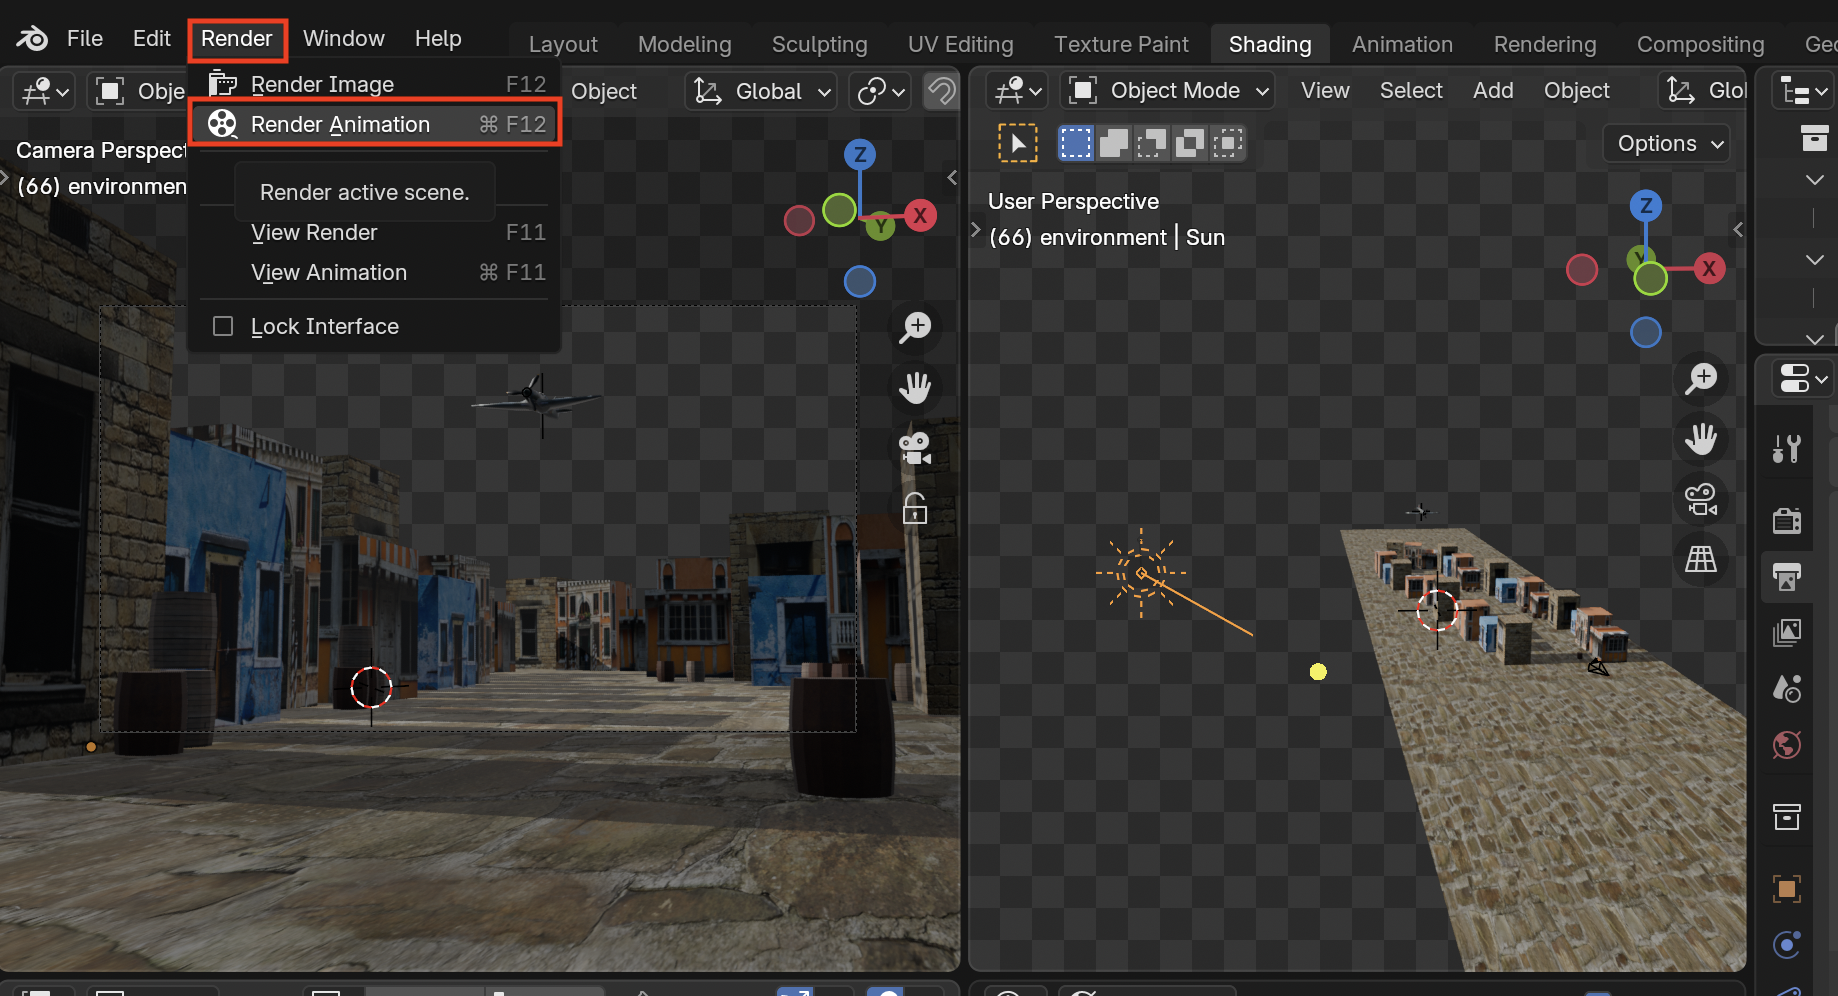 File Edit Render Window Help Layout Modeling Sculpting UV Editing Texture Paint Shading Animation Rendering Compositing
Render Image F12
Render Animation ⌘ F12
Render active scene.
View Render F11
View Animation ⌘ F11
Lock Interface
Obje
Object Global
Camera Perspect
(66) environmen
Z
Y
X
Object Mode View Select Add Object Glo
Options
User Perspective
(66) environment | Sun
Z
Y
X